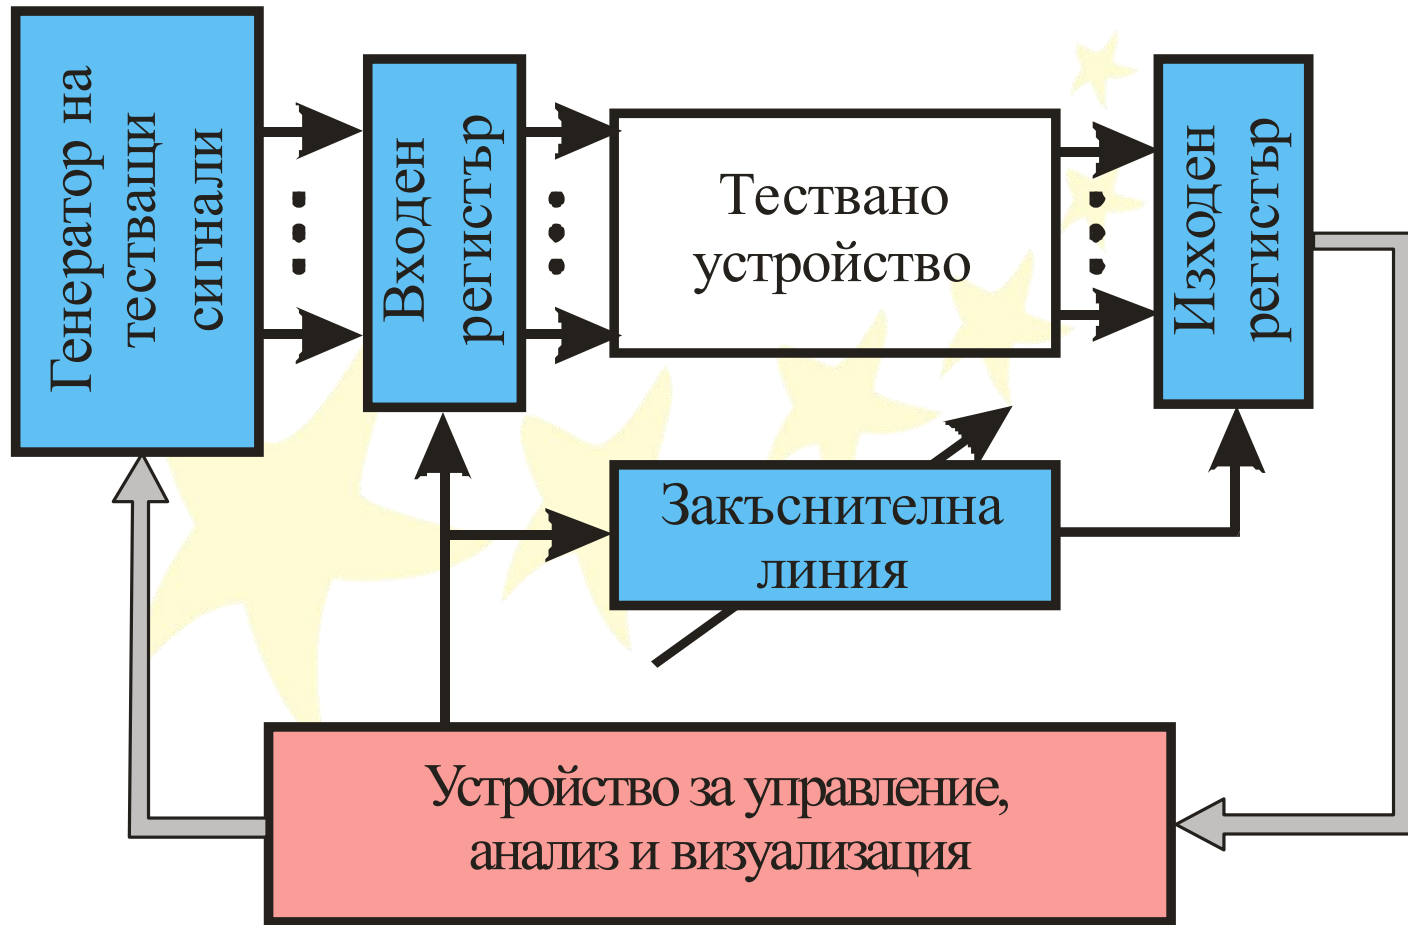 Генератор на
тестващи
сигнали
Входен
регистър
Тествано
устройство
Изходен
регистър
Закъснителна
линия
Устройство за управление,
анализ и визуализация